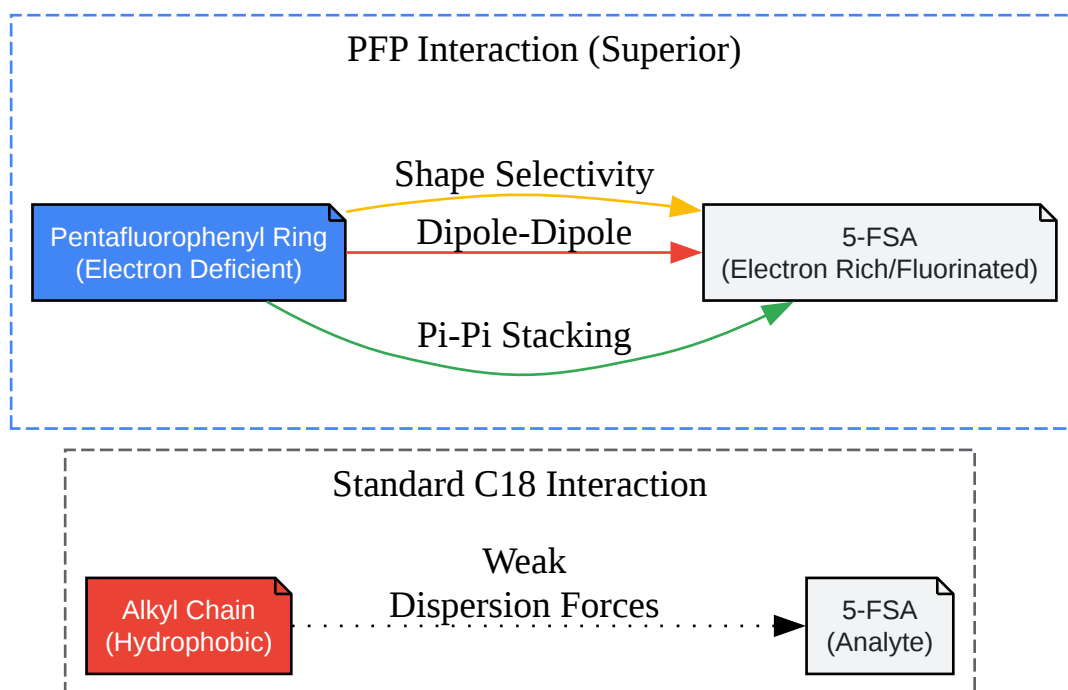 PFP Interaction (Superior)
Shape Selectivity
Pentafluorophenyl Ring
(Electron Deficient)
Dipole-Dipole
5-FSA
(Electron Rich/Fluorinated)
Pi-Pi Stacking
Standard C18 Interaction
Weak
Dispersion Forces
Alkyl Chain
(Hydrophobic)
5-FSA
(Analyte)